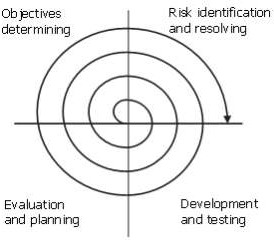 Objectives
determining
Risk identification
and resolving
Evaluation
and planning
Development
and testing